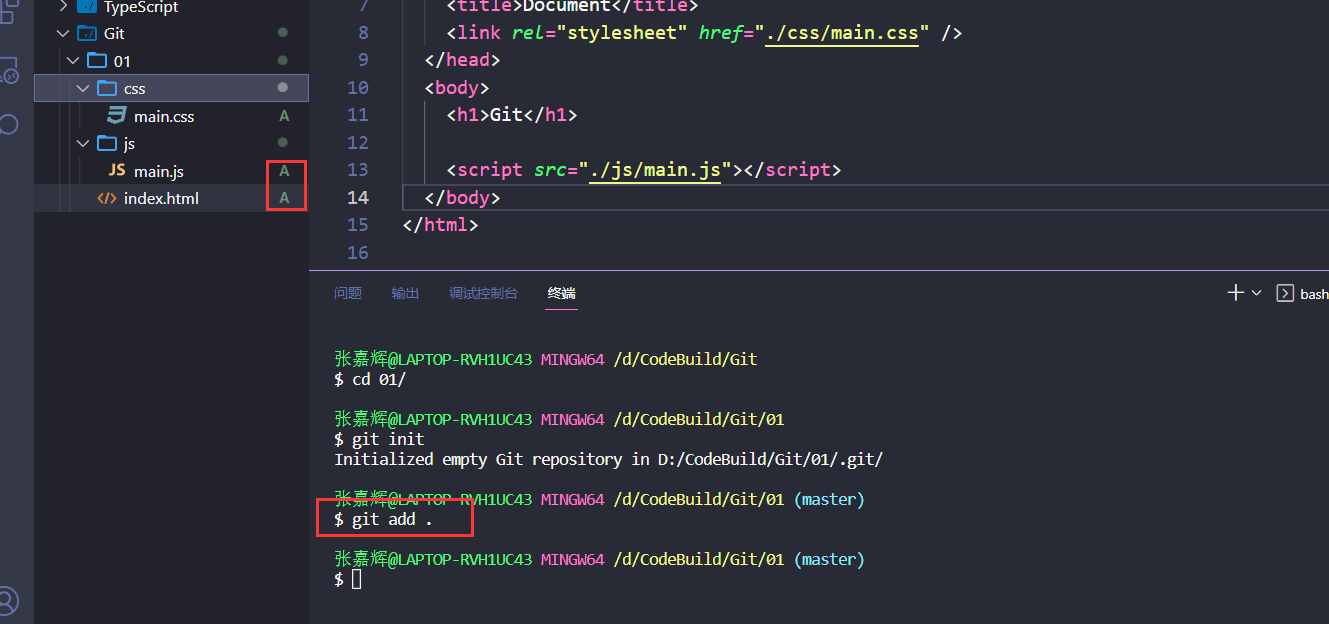 TypeScript
Git
01
css
main.css A
js
JS main.js A
</> index.html A
7 <title>Document</title>
8 <link rel="stylesheet" href="./css/main.css" />
9 </head>
10 <body>
11 <h1>Git</h1>
12
13 <script src="./js/main.js"></script>
14 </body>
15 </html>
16
问题 输出 调试控制台 终端
bash
张嘉辉@LAPTOP-RVH1UC43 MINGW64 /d/CodeBuild/Git
$ cd 01/
张嘉辉@LAPTOP-RVH1UC43 MINGW64 /d/CodeBuild/Git/01
$ git init
Initialized empty Git repository in D:/CodeBuild/Git/01/.git/
张嘉辉@LAPTOP-RVH1UC43 MINGW64 /d/CodeBuild/Git/01 (master)
$ git add .
张嘉辉@LAPTOP-RVH1UC43 MINGW64 /d/CodeBuild/Git/01 (master)
$